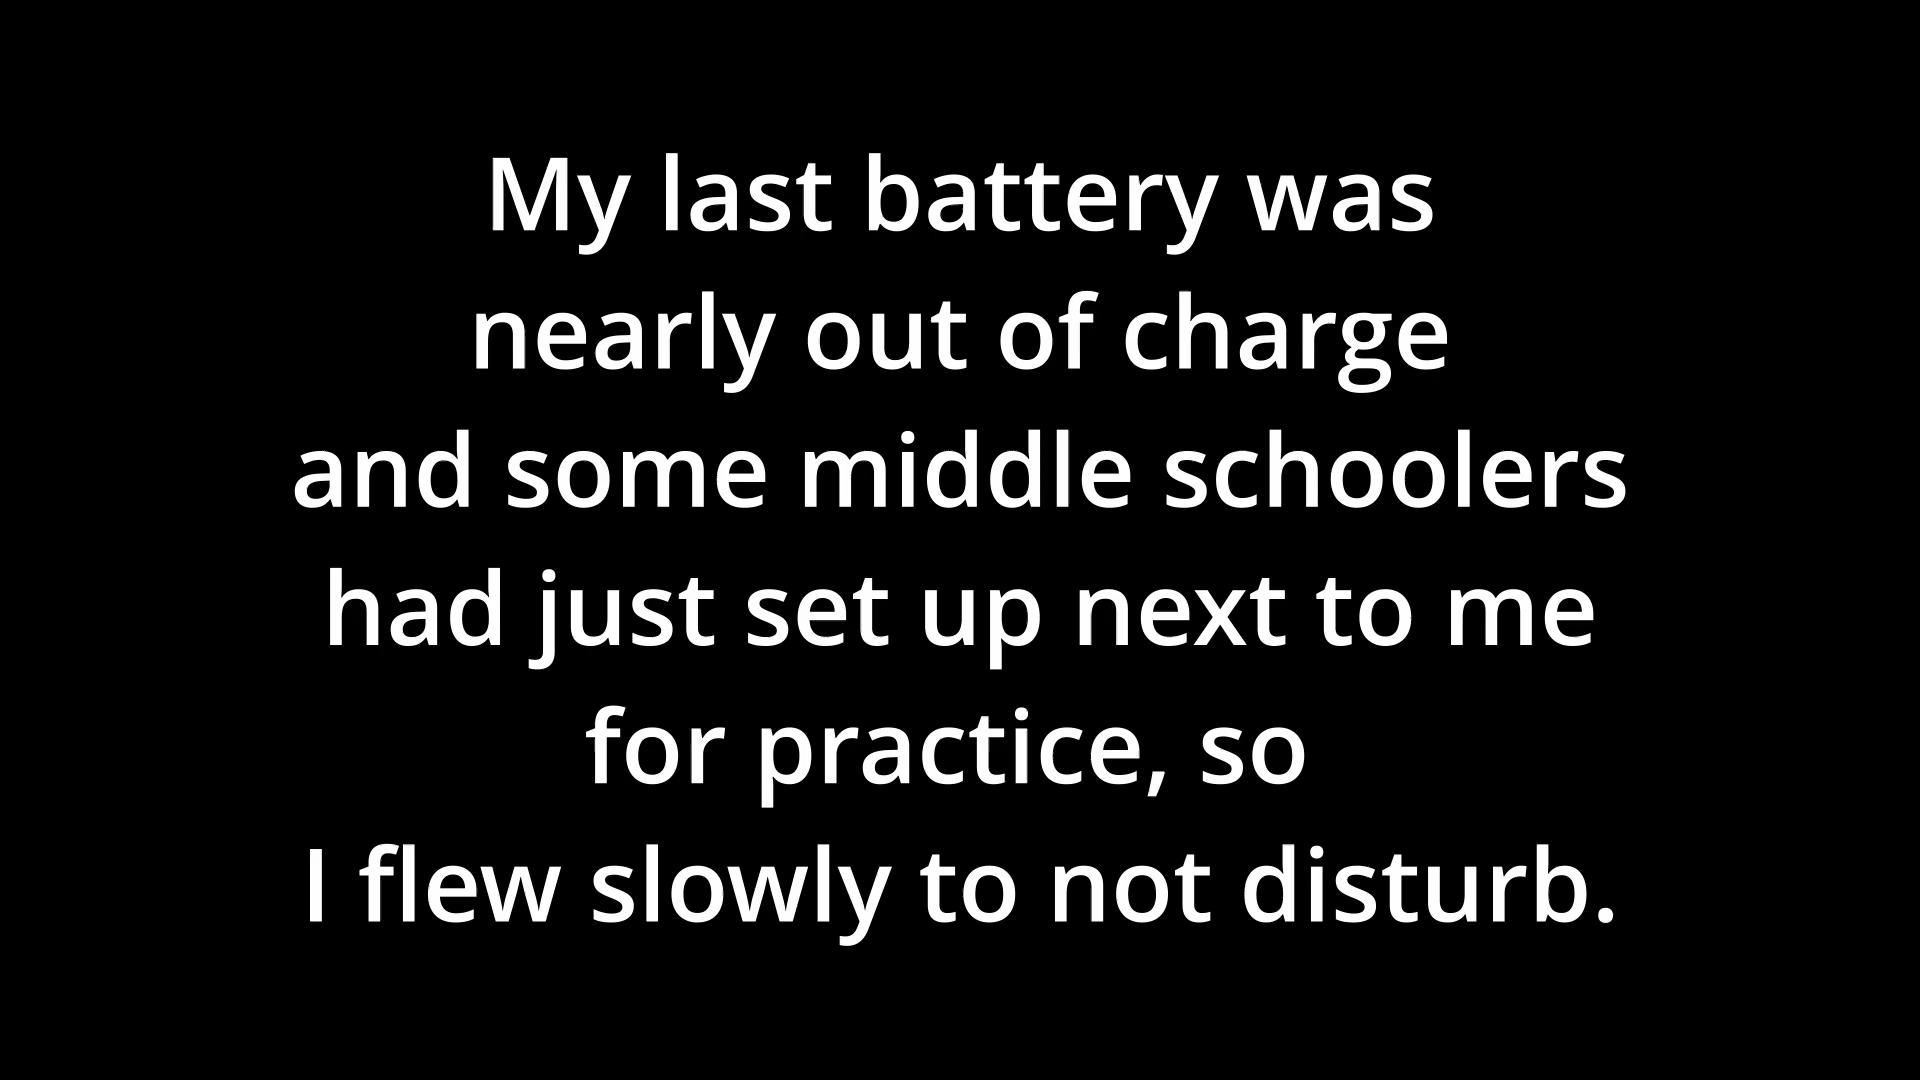 My last battery was
nearly out of charge
and some middle schoolers
had just set up next to me
for practice, so
I flew slowly to not disturb.